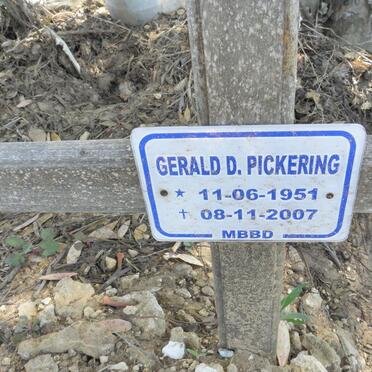 GERALD D. PICKERING
★ 11-06-1951
✝ 08-11-2007
MBBD